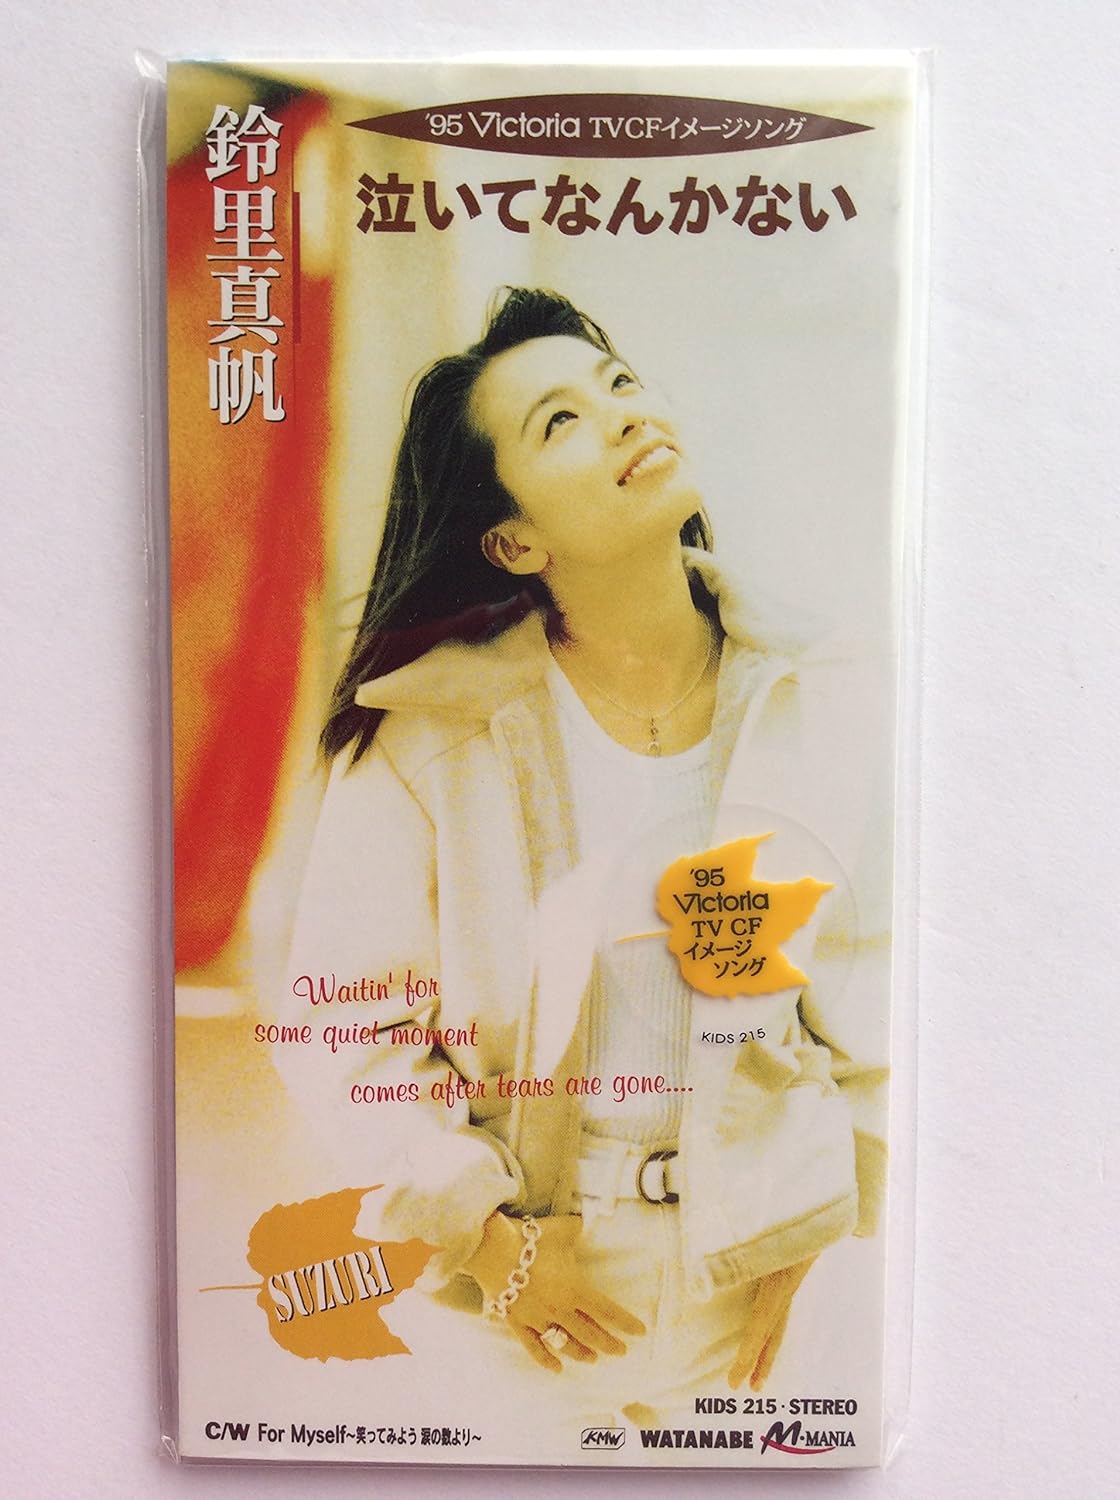 鈴里真帆
'95 Victoria TVCFイメージソング
泣いてなんかない
'95
Victoria
TV CF
イメージ
ソング
KIDS 215
Waitin' for
some quiet moment
comes after tears are gone....
SUZURI
KIDS 215・STEREO
C/W For Myself〜笑ってみよう 涙の数より〜
KMW WATANABE M・MANIA